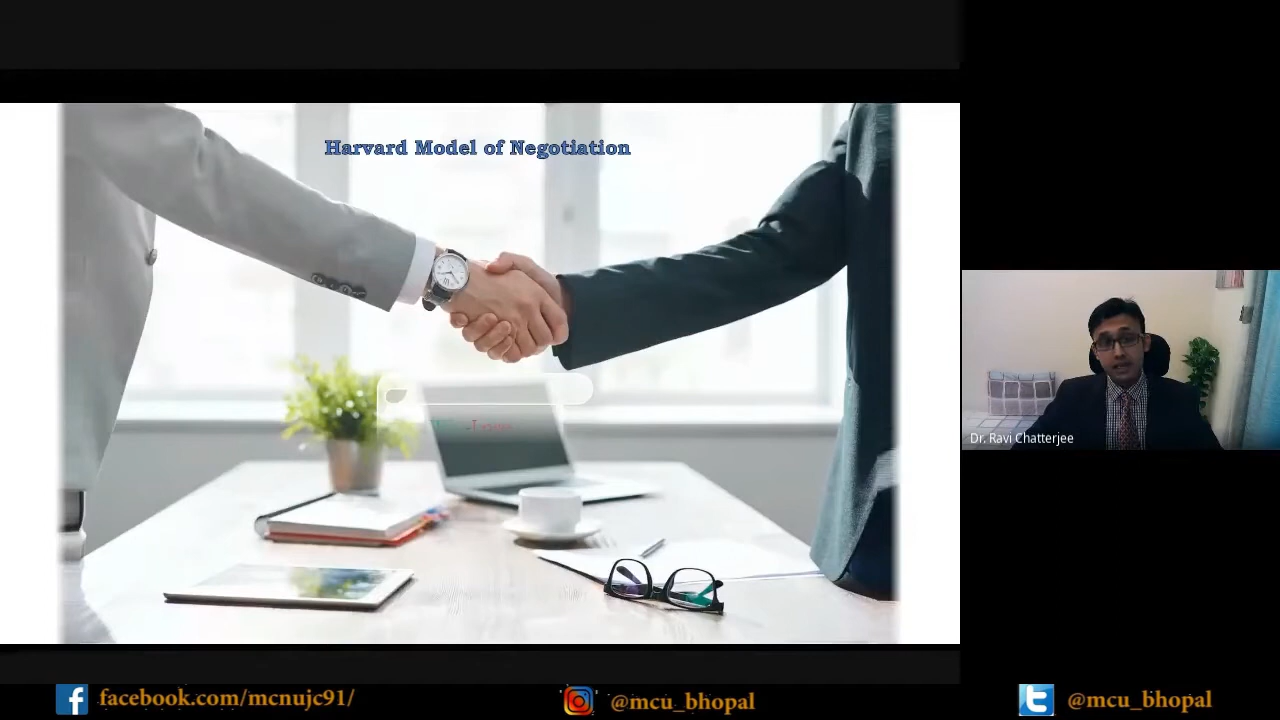 Harvard Model of Negotiation
Dr. Ravi Chatterjee
facebook.com/mcnujc91/
@mcu_bhopal
@mcu_bhopal